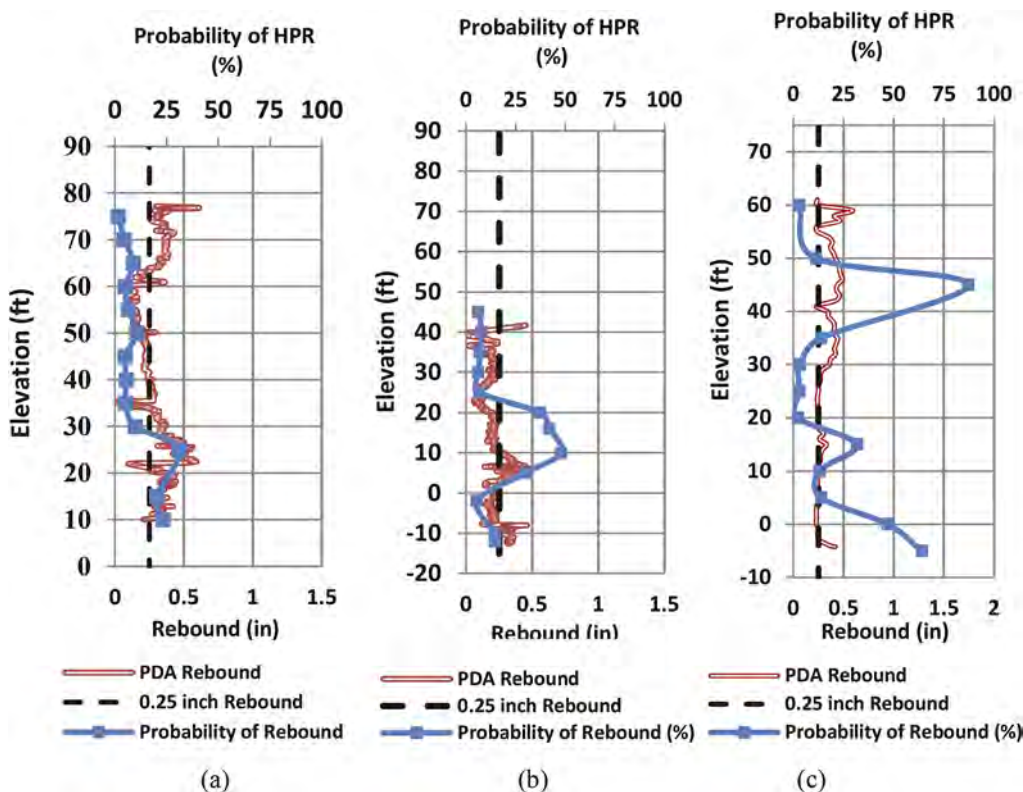 Probability of HPR
(%)
0 25 50 75 100
90
80
70
60
50
40
30
20
10
0
Elevation (ft)
0 0.5 1 1.5
Rebound (in)
PDA Rebound
0.25 inch Rebound
Probability of Rebound
(a)
Probability of HPR
(%)
0 25 50 75 100
90
80
70
60
50
40
30
20
10
0
-10
-20
Elevation (ft)
0 0.5 1 1.5
Rebound (in)
PDA Rebound
0.25 inch Rebound
Probability of Rebound (%)
(b)
Probability of HPR
(%)
0 25 50 75 100
70
60
50
40
30
20
10
0
-10
Elevation (ft)
0 0.5 1 1.5 2
Rebound (in)
PDA Rebound
0.25 inch Rebound
Probability of Rebound (%)
(c)